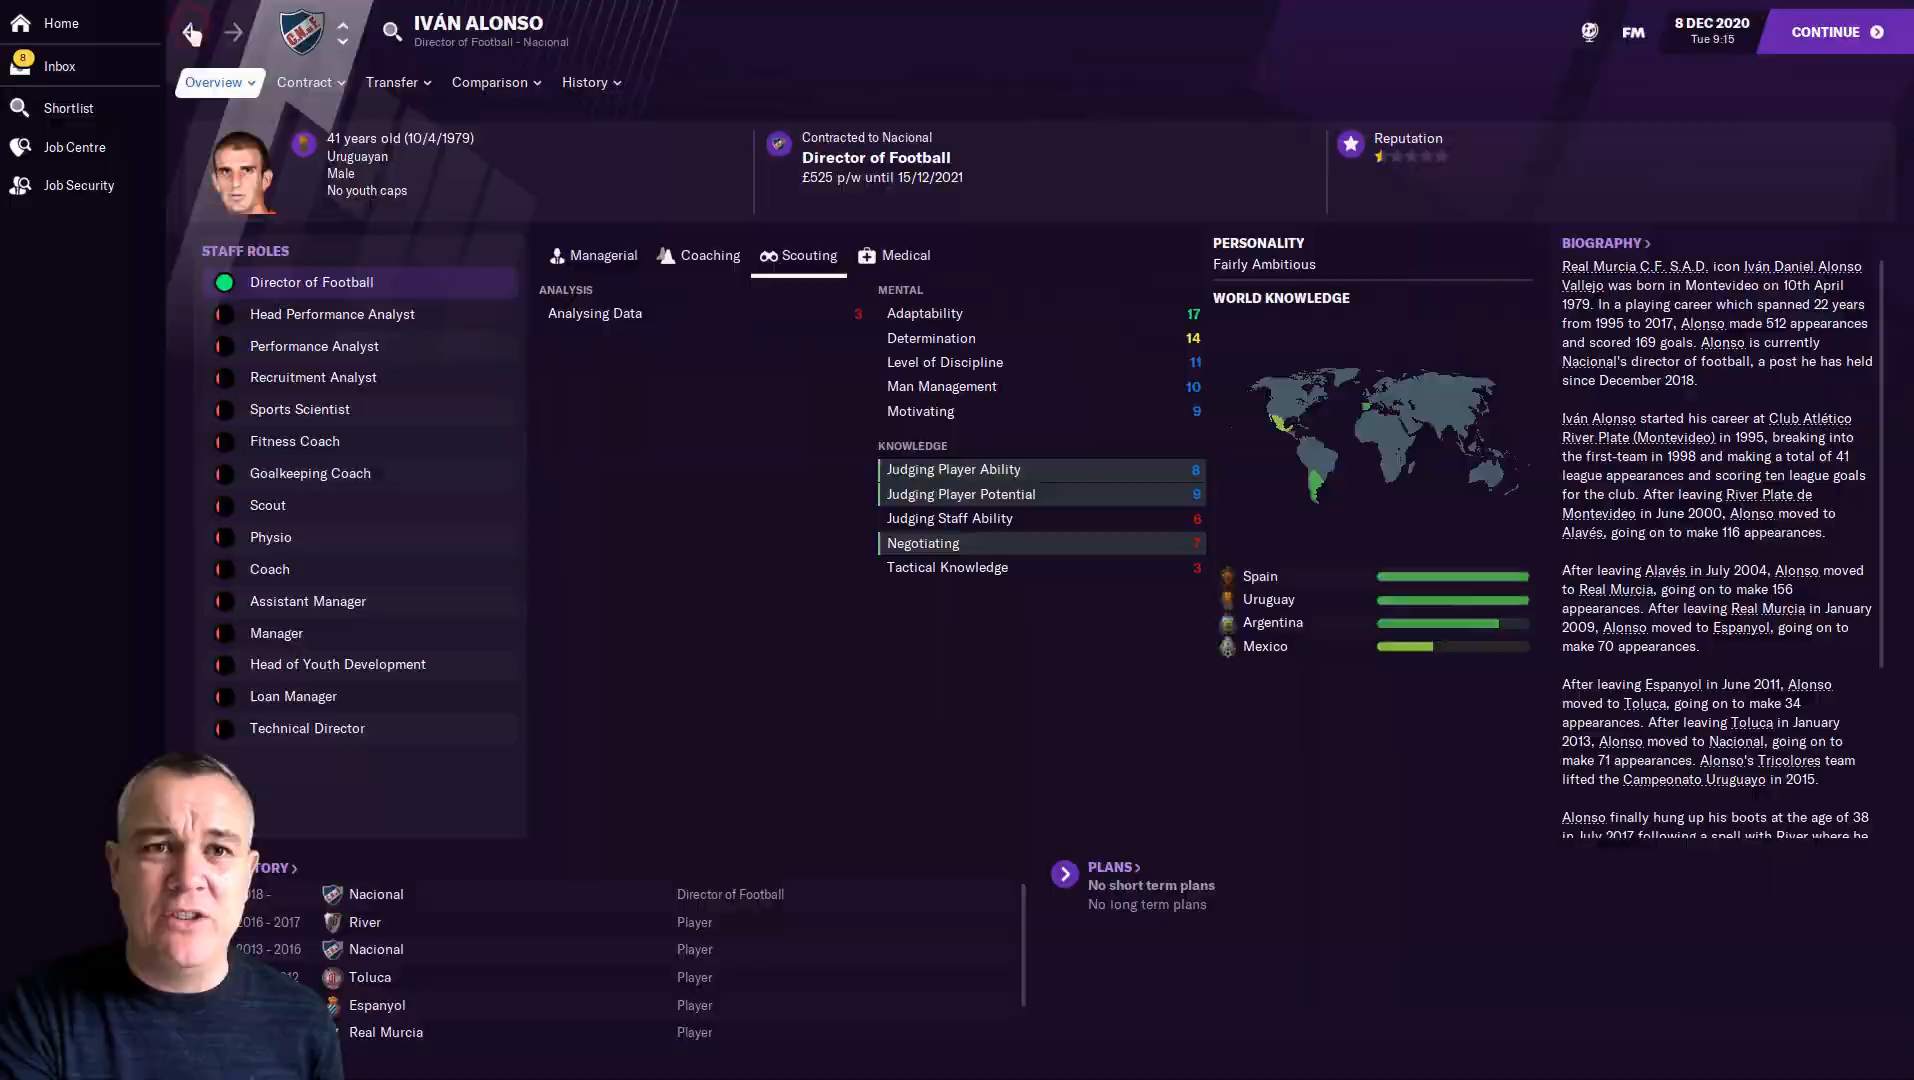 Home
8
Inbox
Shortlist
Job Centre
Job Security
IVÁN ALONSO
Director of Football - Nacional
FM
8 DEC 2020
Tue 9:15
CONTINUE
Overview
Contract
Transfer
Comparison
History
41 years old (10/4/1979)
Uruguayan
Male
No youth caps
Contracted to Nacional
Director of Football
£525 p/w until 15/12/2021
Reputation
STAFF ROLES
Director of Football
Head Performance Analyst
Performance Analyst
Recruitment Analyst
Sports Scientist
Fitness Coach
Goalkeeping Coach
Scout
Physio
Coach
Assistant Manager
Manager
Head of Youth Development
Loan Manager
Technical Director
Managerial
Coaching
Scouting
Medical
ANALYSIS
Analysing Data 3
MENTAL
Adaptability 17
Determination 14
Level of Discipline 11
Man Management 10
Motivating 9
KNOWLEDGE
Judging Player Ability 8
Judging Player Potential 9
Judging Staff Ability 6
Negotiating 7
Tactical Knowledge 3
PERSONALITY
Fairly Ambitious
WORLD KNOWLEDGE
Spain
Uruguay
Argentina
Mexico
BIOGRAPHY >
Real Murcia C.F. S.A.D. icon Iván Daniel Alonso
Vallejo was born in Montevideo on 10th April
1979. In a playing career which spanned 22 years
from 1995 to 2017, Alonso made 512 appearances
and scored 169 goals. Alonso is currently
Nacional's director of football, a post he has held
since December 2018.
Iván Alonso started his career at Club Atlético
River Plate (Montevideo) in 1995, breaking into
the first-team in 1998 and making a total of 41
league appearances and scoring ten league goals
for the club. After leaving River Plate de
Montevideo in June 2000, Alonso moved to
Alavés, going on to make 116 appearances.
After leaving Alavés in July 2004, Alonso moved
to Real Murcia, going on to make 156
appearances. After leaving Real Murcia in January
2009, Alonso moved to Espanyol, going on to
make 70 appearances.
After leaving Espanyol in June 2011, Alonso
moved to Toluca, going on to make 34
appearances. After leaving Toluca in January
2013, Alonso moved to Nacional, going on to
make 71 appearances. Alonso's Tricolores team
lifted the Campeonato Uruguayo in 2015.
Alonso finally hung up his boots at the age of 38
in July 2017 following a spell with River where he
TORY >
018 - Nacional Director of Football
2016 - 2017 River Player
2013 - 2016 Nacional Player
12 Toluca Player
Espanyol Player
Real Murcia Player
PLANS >
No short term plans
No long term plans